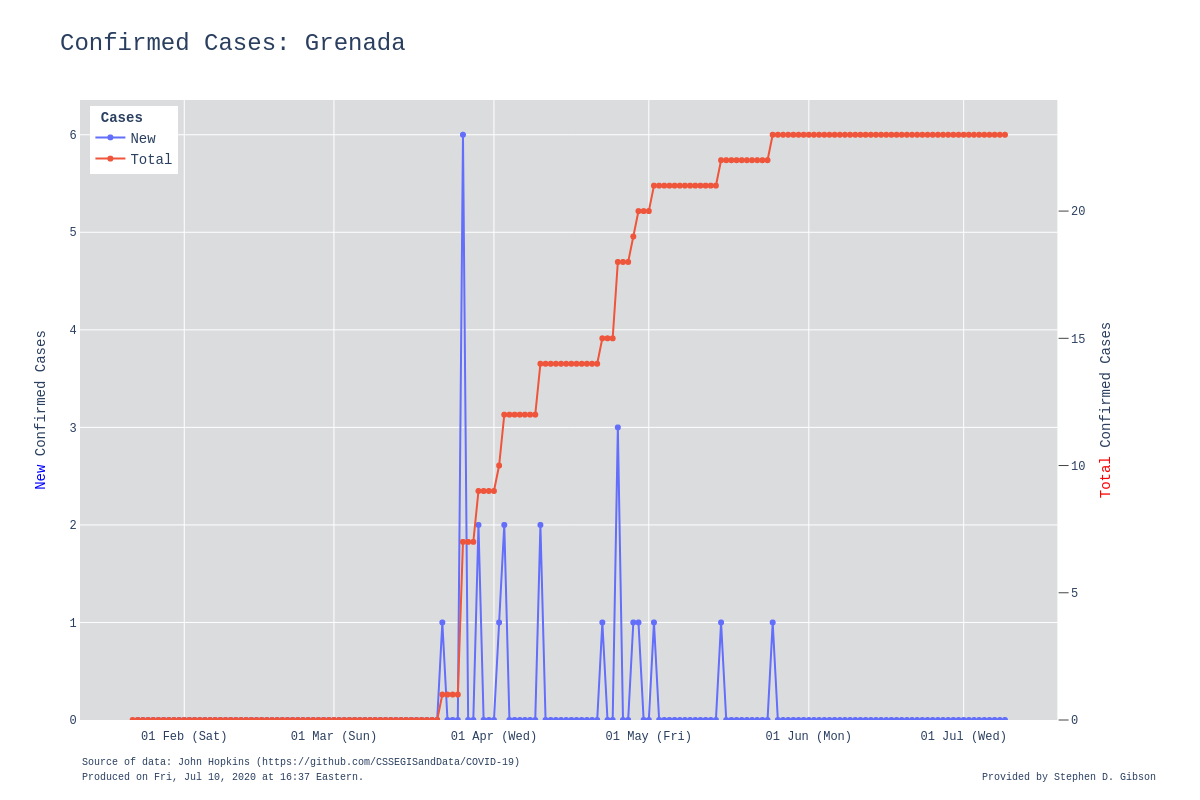 Confirmed Cases: Grenada
Cases
New
Total
6
5
4
3
2
1
0
New Confirmed Cases
20
15
10
5
0
Total Confirmed Cases
01 Feb (Sat)
01 Mar (Sun)
01 Apr (Wed)
01 May (Fri)
01 Jun (Mon)
01 Jul (Wed)
Source of data: John Hopkins (https://github.com/CSSEGISandData/COVID-19)
Produced on Fri, Jul 10, 2020 at 16:37 Eastern.
Provided by Stephen D. Gibson